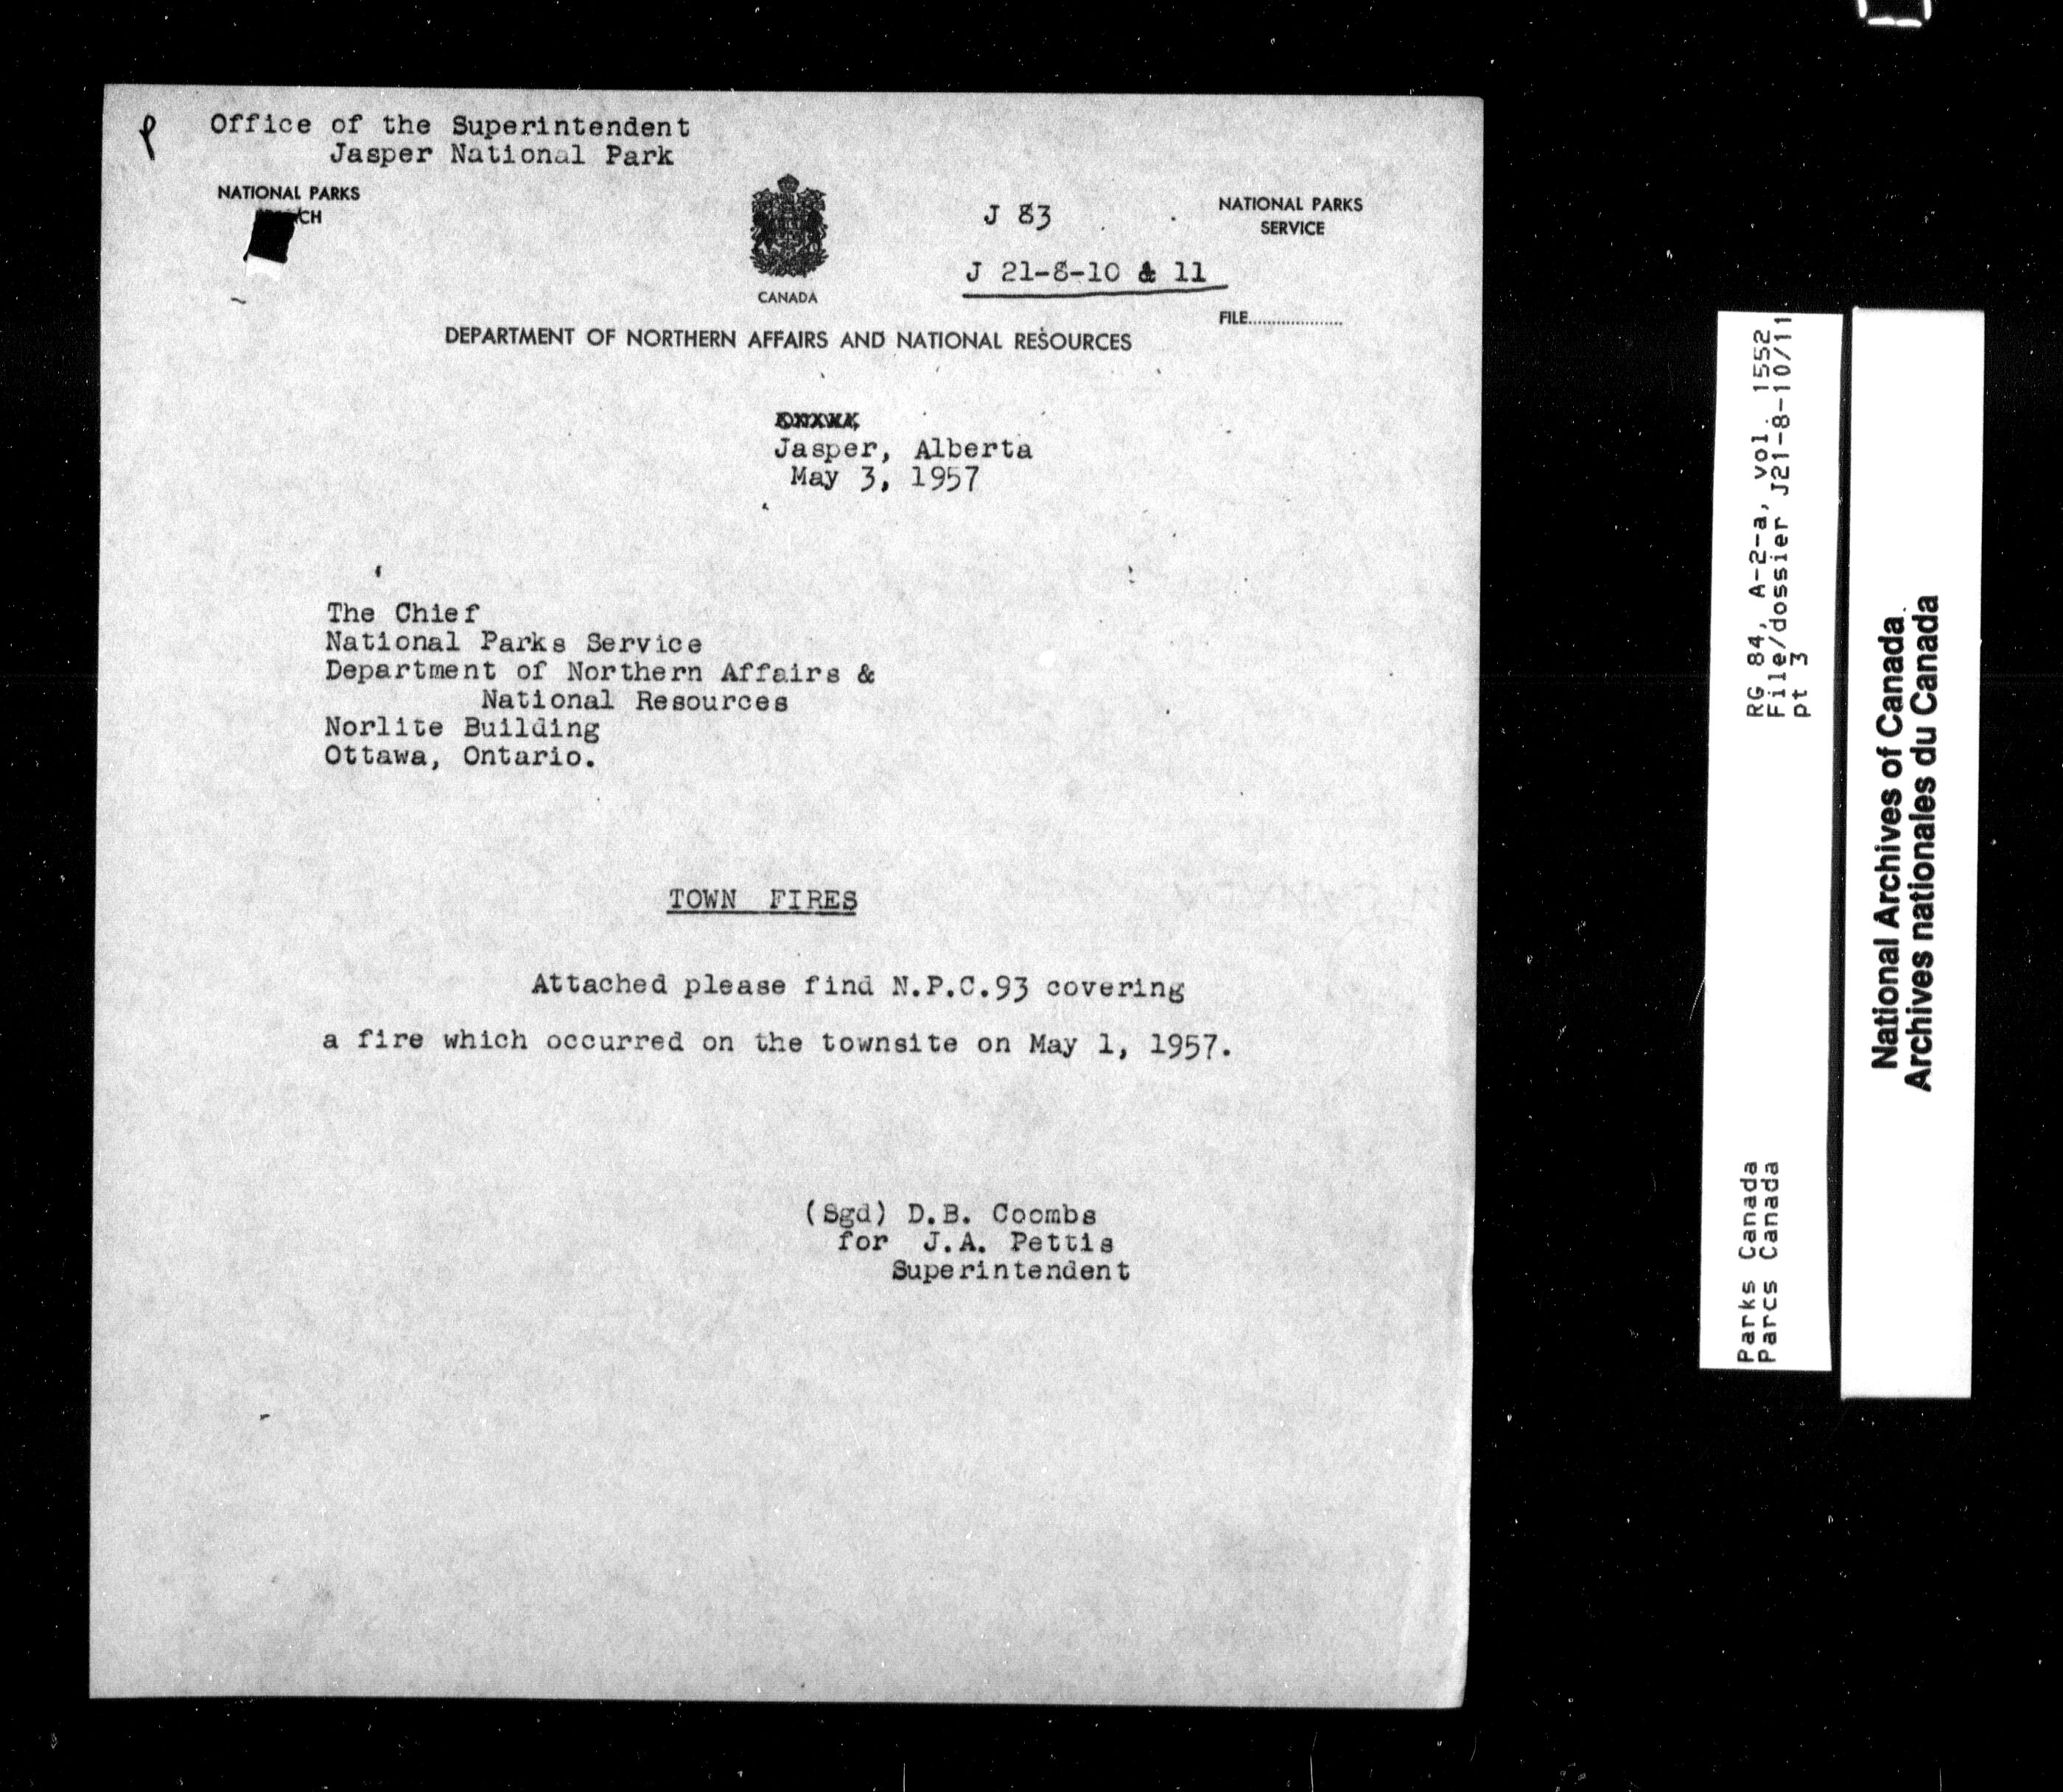 Office of the Superintendent
Jasper National Park
NATIONAL PARKS
J 83
NATIONAL PARKS
SERVICE
J 21-8-10 & 11
CANADA
FILE....................
DEPARTMENT OF NORTHERN AFFAIRS AND NATIONAL RESOURCES
Jasper, Alberta
May 3, 1957
The Chief
National Parks Service
Department of Northern Affairs &
National Resources
Norlite Building
Ottawa, Ontario.
TOWN FIRES
Attached please find N.P.C.93 covering
a fire which occurred on the townsite on May 1, 1957.
(Sgd) D.B. Coombs
for J.A. Pettis
Superintendent
RG 84, A-2-a, vol. 1552
File/dossier J21-8-10/11
pt 3
Parks Canada
Parcs Canada
National Archives of Canada
Archives nationales du Canada